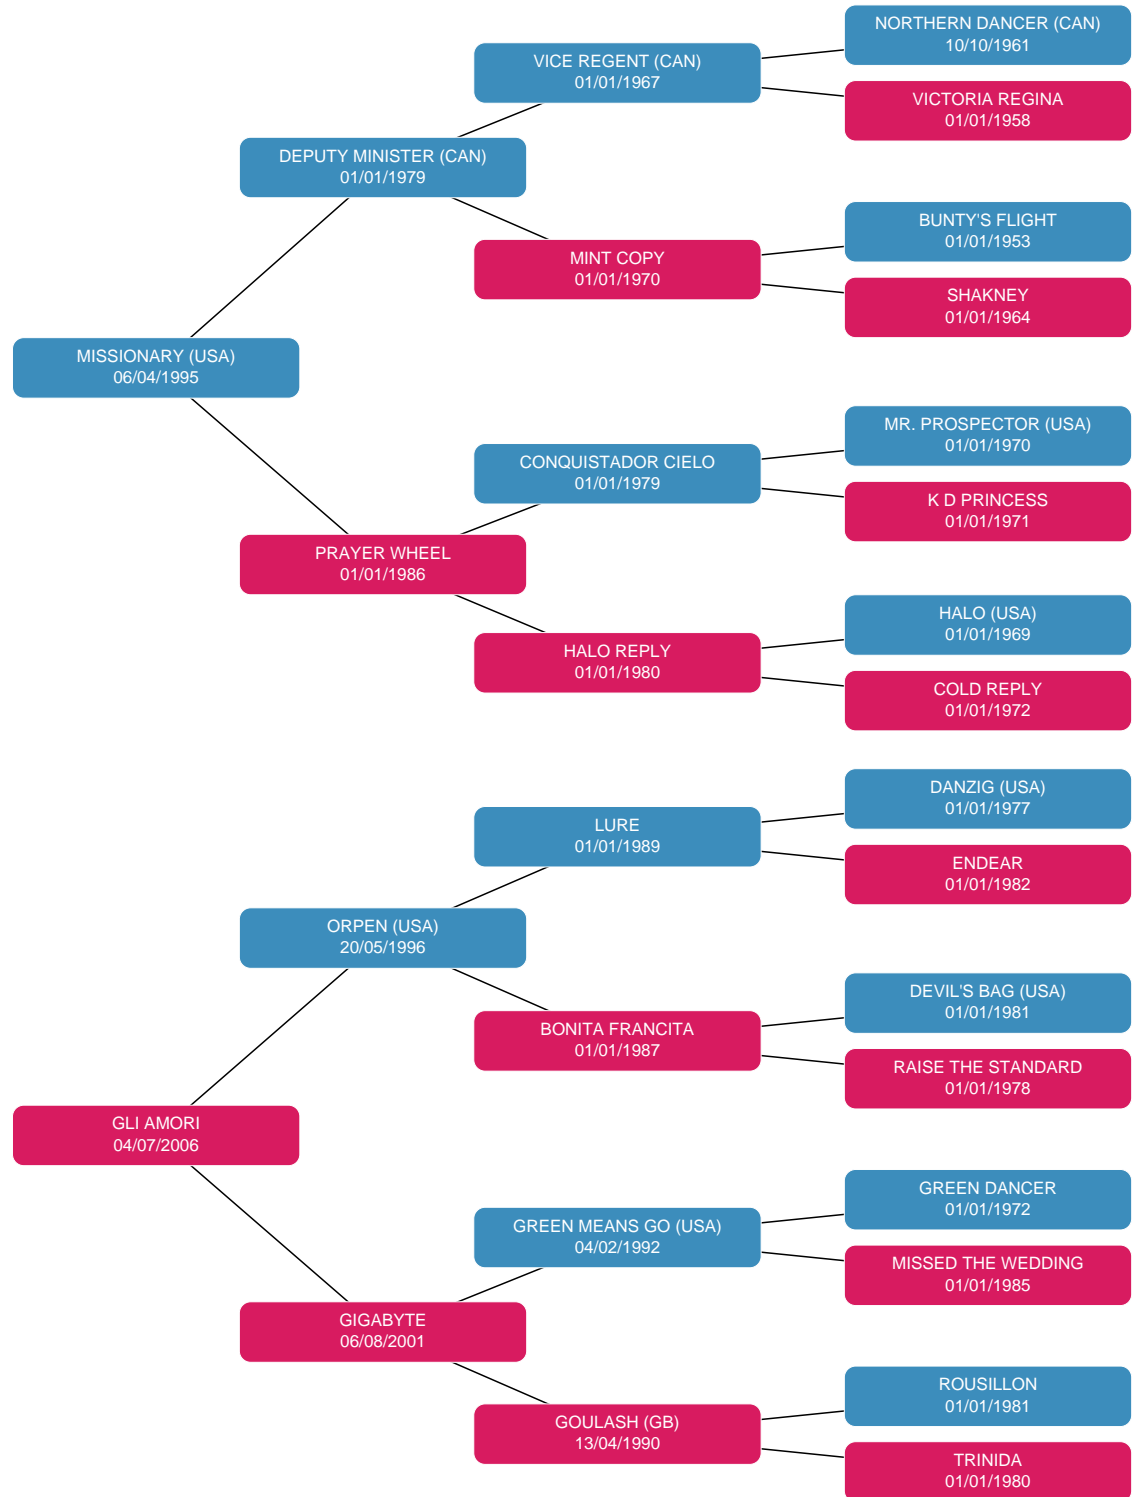 NORTHERN DANCER (CAN)
10/10/1961
VICE REGENT (CAN)
01/01/1967
VICTORIA REGINA
01/01/1958
DEPUTY MINISTER (CAN)
01/01/1979
BUNTY'S FLIGHT
01/01/1953
MINT COPY
01/01/1970
SHAKNEY
01/01/1964
MISSIONARY (USA)
06/04/1995
MR. PROSPECTOR (USA)
01/01/1970
CONQUISTADOR CIELO
01/01/1979
K D PRINCESS
01/01/1971
PRAYER WHEEL
01/01/1986
HALO (USA)
01/01/1969
HALO REPLY
01/01/1980
COLD REPLY
01/01/1972
DANZIG (USA)
01/01/1977
LURE
01/01/1989
ENDEAR
01/01/1982
ORPEN (USA)
20/05/1996
DEVIL'S BAG (USA)
01/01/1981
BONITA FRANCITA
01/01/1987
RAISE THE STANDARD
01/01/1978
GLI AMORI
04/07/2006
GREEN DANCER
01/01/1972
GREEN MEANS GO (USA)
04/02/1992
MISSED THE WEDDING
01/01/1985
GIGABYTE
06/08/2001
ROUSILLON
01/01/1981
GOULASH (GB)
13/04/1990
TRINIDA
01/01/1980